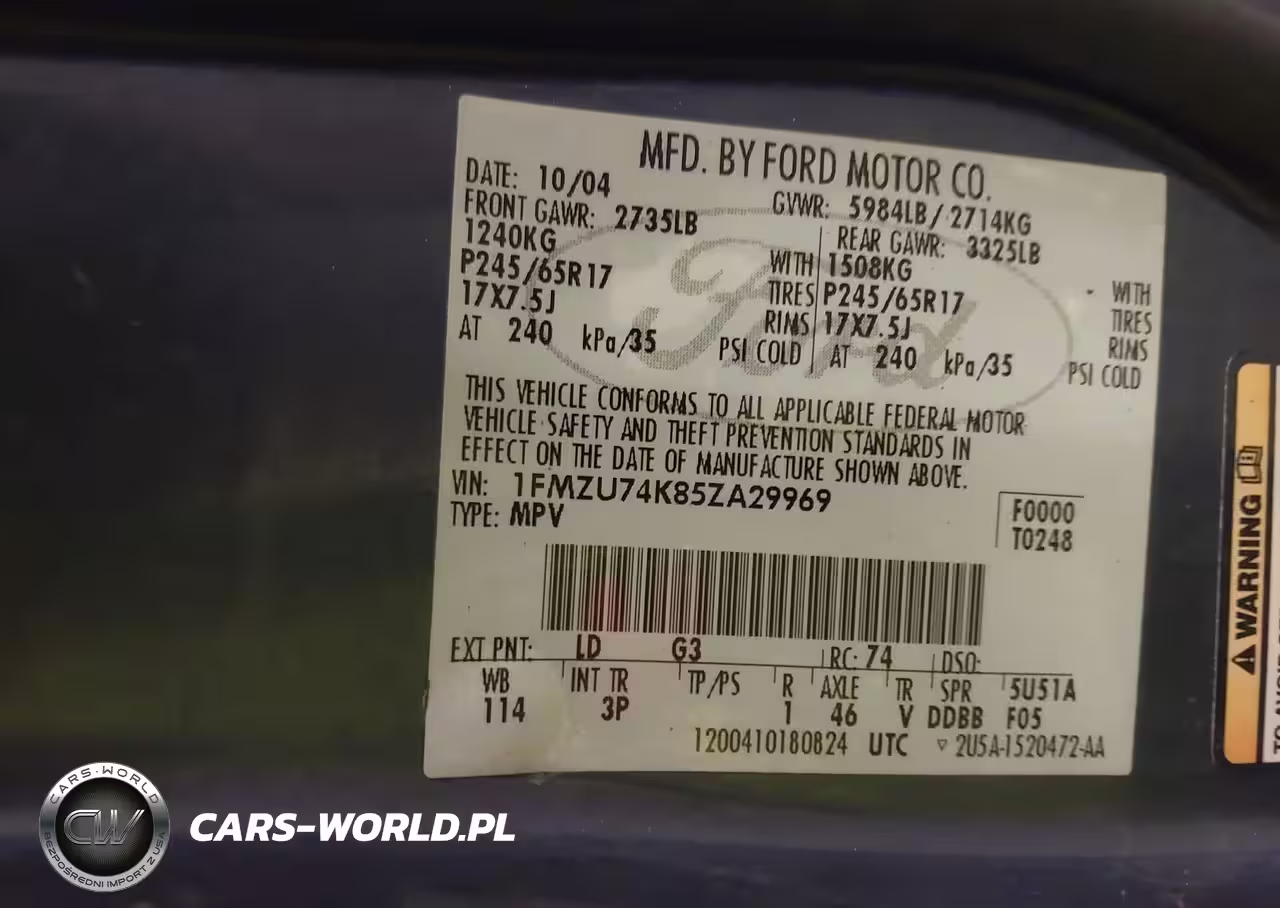 MFD. BY FORD MOTOR CO.
DATE: 10/04
GVWR: 5984LB/2714KG
FRONT GAWR: 2735LB
REAR GAWR: 3325LB
1240KG WITH
1508KG WITH
P245/65R17 TIRES
P245/65R17 TIRES
17X7.5J RIMS
17X7.5J RIMS
AT 240 kPa/35 PSI COLD
AT 240 kPa/35 PSI COLD
Ford
THIS VEHICLE CONFORMS TO ALL APPLICABLE FEDERAL MOTOR
VEHICLE SAFETY AND THEFT PREVENTION STANDARDS IN
EFFECT ON THE DATE OF MANUFACTURE SHOWN ABOVE.
VIN: 1FMZU74K85ZA29969
TYPE: MPV
F0000
T0248
EXT PNT: LD G3 RC: 74 DSO:
WB INT TR TP/PS R AXLE TR SPR 5U51A
114 3P 1 46 V DDBB F05
1200410180824 UTC ▽ 2U5A-1520472-AA
WARNING
CARS-WORLD
CW
BEZPOŚREDNI IMPORT Z USA
CARS-WORLD.PL